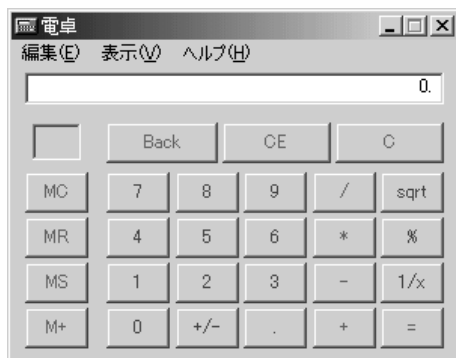 電卓
編集(E) 表示(V) ヘルプ(H)
0.
Back CE C
MC 7 8 9 / sqrt
MR 4 5 6 * %
MS 1 2 3 - 1/x
M+ 0 +/- . + =